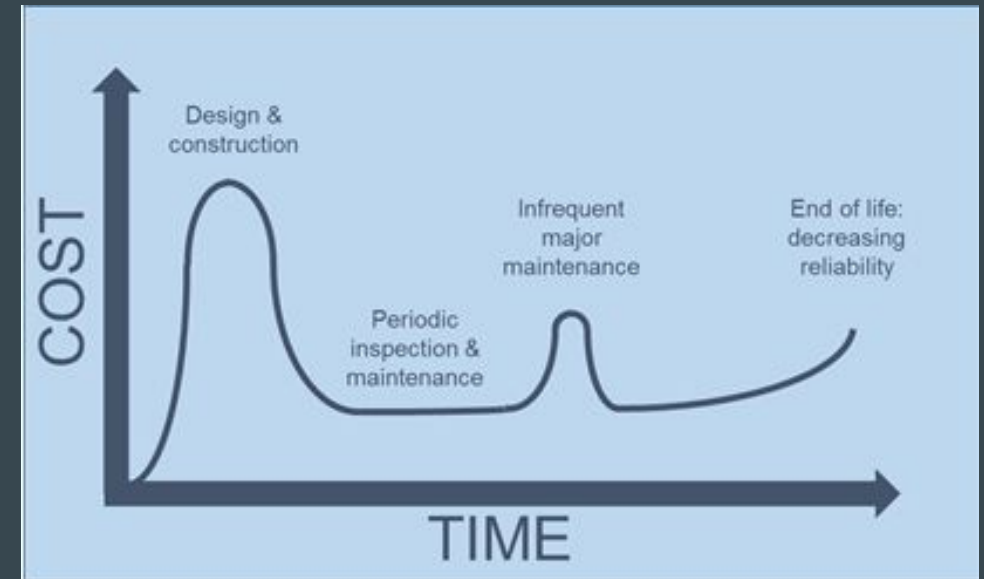 Design &
construction
COST
Infrequent
major
maintenance
End of life:
decreasing
reliability
Periodic
inspection &
maintenance
TIME